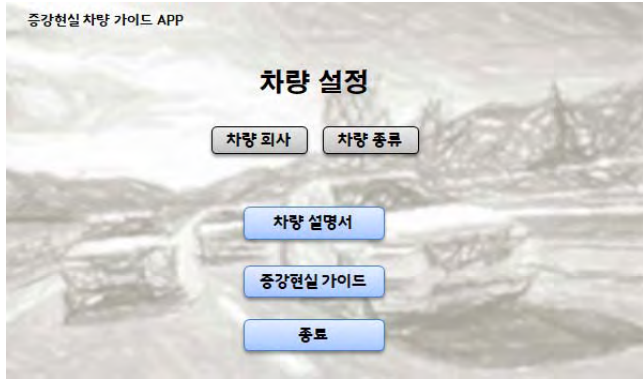 증강현실 차량 가이드 APP
차량 설정
차량 회사 차량 종류
차량 설명서
증강현실 가이드
종료